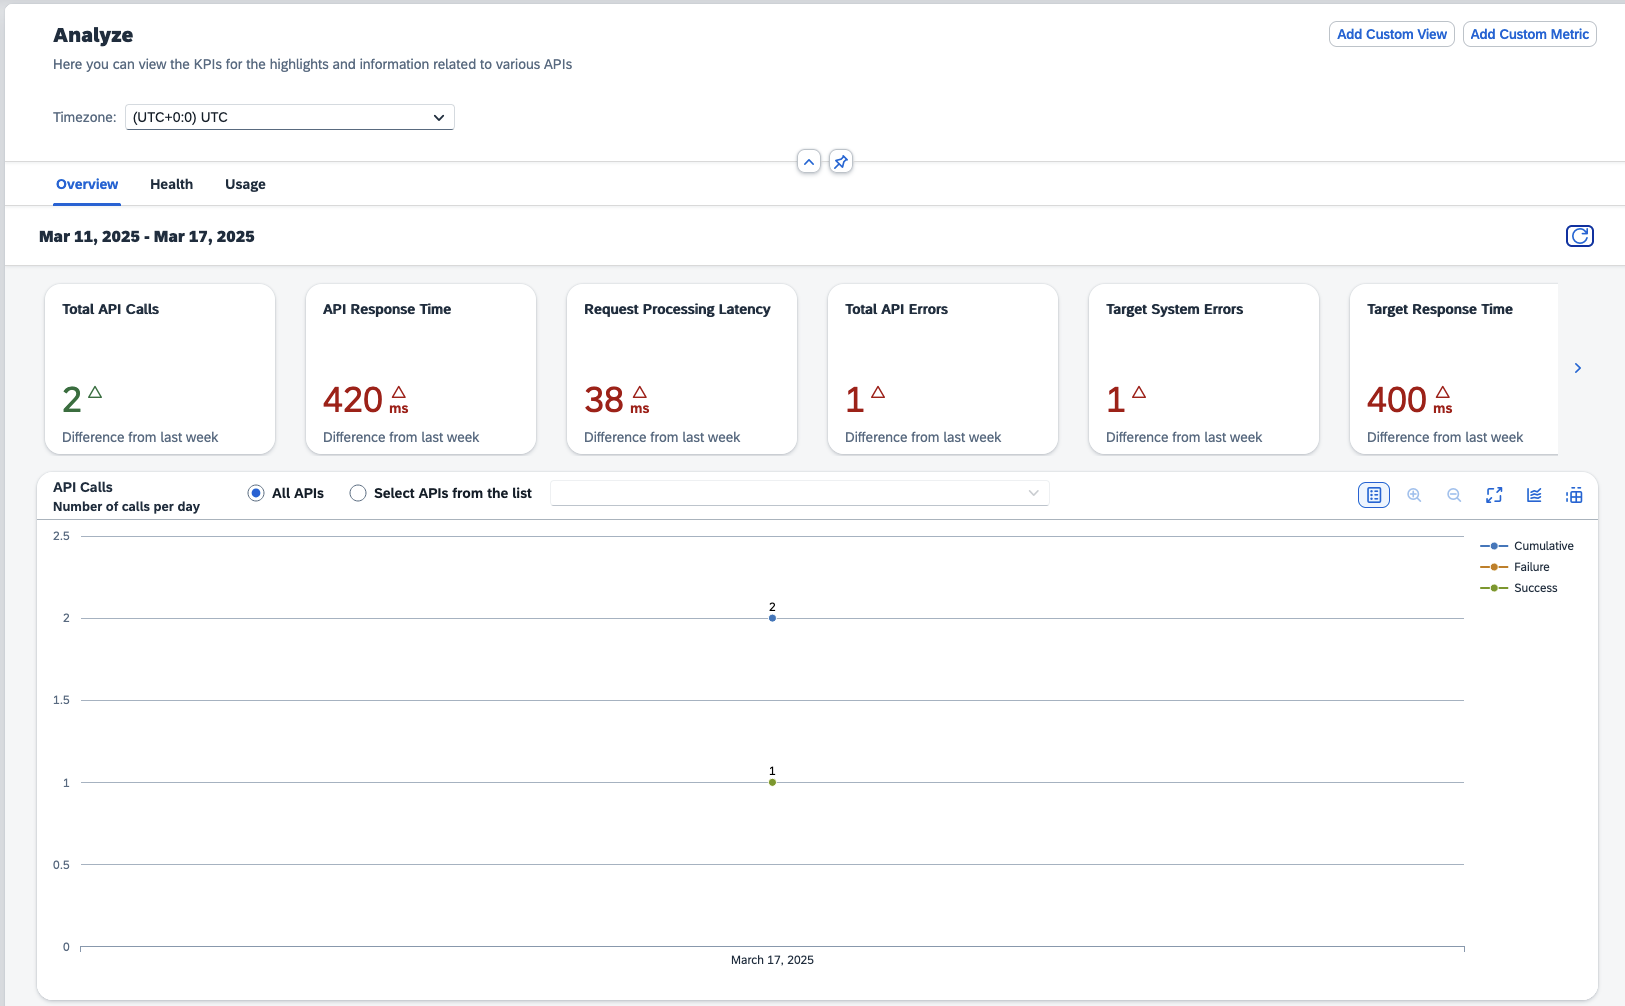 Analyze
Add Custom View
Add Custom Metric
Here you can view the KPIs for the highlights and information related to various APIs
Timezone:
(UTC+0:0) UTC
Overview
Health
Usage
Mar 11, 2025 - Mar 17, 2025
Total API Calls
2
Difference from last week
API Response Time
420 ms
Difference from last week
Request Processing Latency
38 ms
Difference from last week
Total API Errors
1
Difference from last week
Target System Errors
1
Difference from last week
Target Response Time
400 ms
Difference from last week
API Calls
Number of calls per day
All APIs
Select APIs from the list
2.5
2
1.5
1
0.5
0
2
1
March 17, 2025
Cumulative
Failure
Success